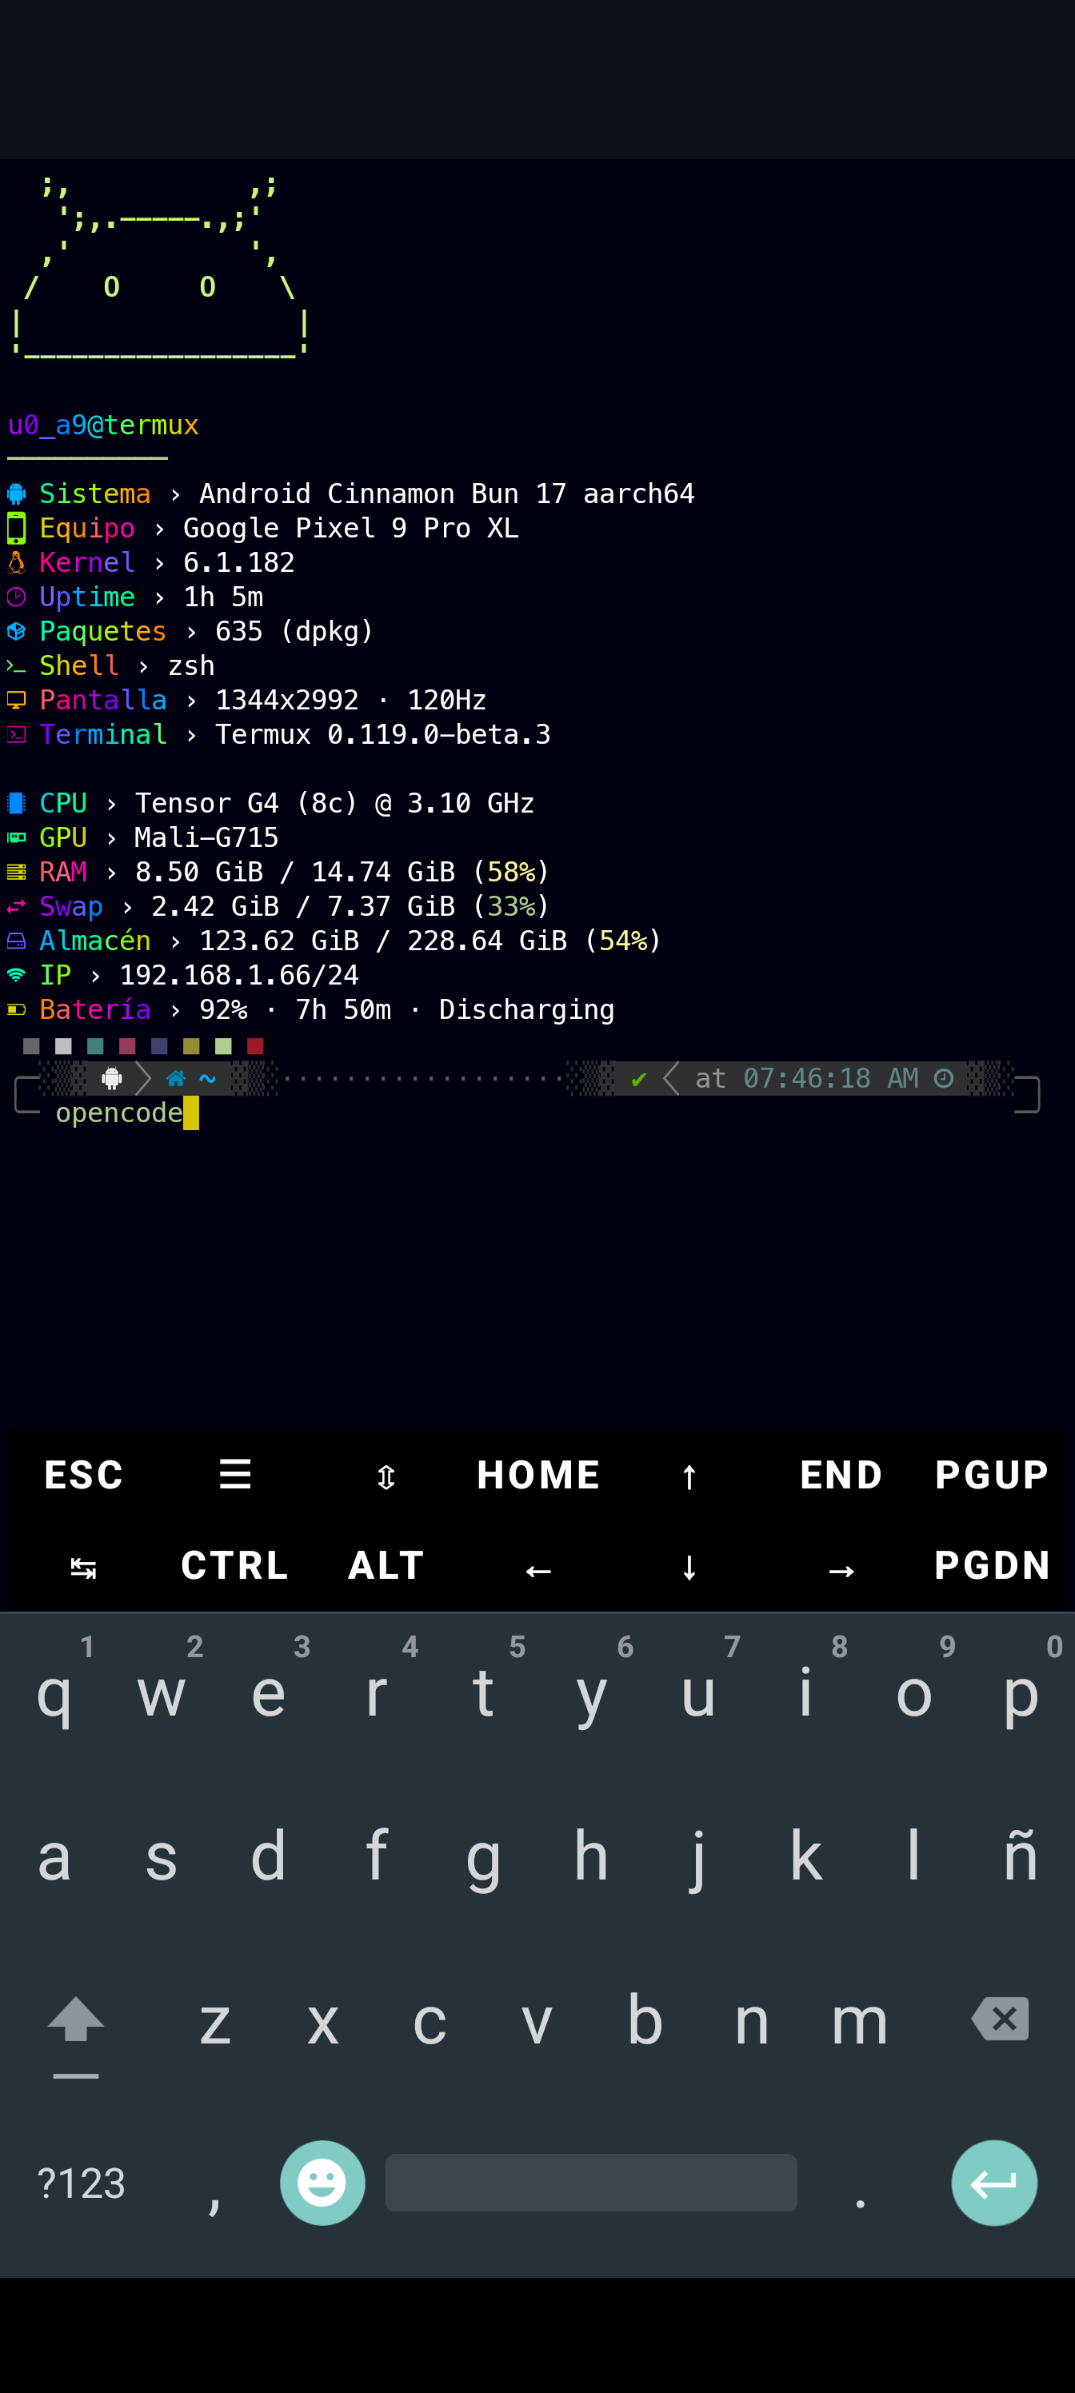 u0_a9@termux
Sistema › Android Cinnamon Bun 17 aarch64
Equipo › Google Pixel 9 Pro XL
Kernel › 6.1.182
Uptime › 1h 5m
Paquetes › 635 (dpkg)
Shell › zsh
Pantalla › 1344x2992 · 120Hz
Terminal › Termux 0.119.0-beta.3
CPU › Tensor G4 (8c) @ 3.10 GHz
GPU › Mali-G715
RAM › 8.50 GiB / 14.74 GiB (58%)
Swap › 2.42 GiB / 7.37 GiB (33%)
Almacén › 123.62 GiB / 228.64 GiB (54%)
IP › 192.168.1.66/24
Batería › 92% · 7h 50m · Discharging
~ ✔ at 07:46:18 AM
opencode
ESC ☰ ⇳ HOME ↑ END PGUP
↹ CTRL ALT ← ↓ → PGDN
1 2 3 4 5 6 7 8 9 0
q w e r t y u i o p
a s d f g h j k l ñ
z x c v b n m
?123 , .